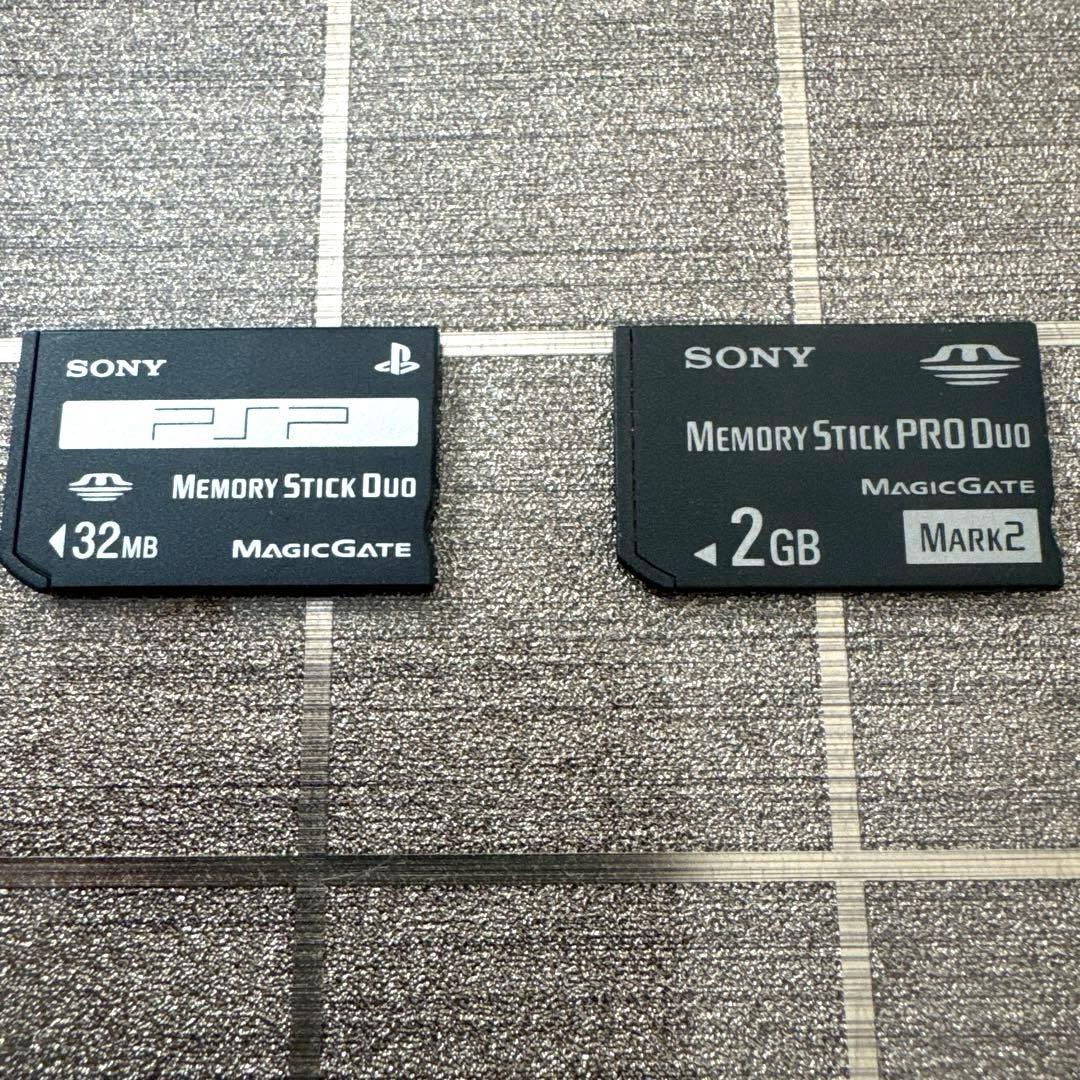 SONY
PSP
MEMORY STICK DUO
32MB
MAGICGATE
SONY
MEMORY STICK PRO DUO
MAGICGATE
2GB
MARK2